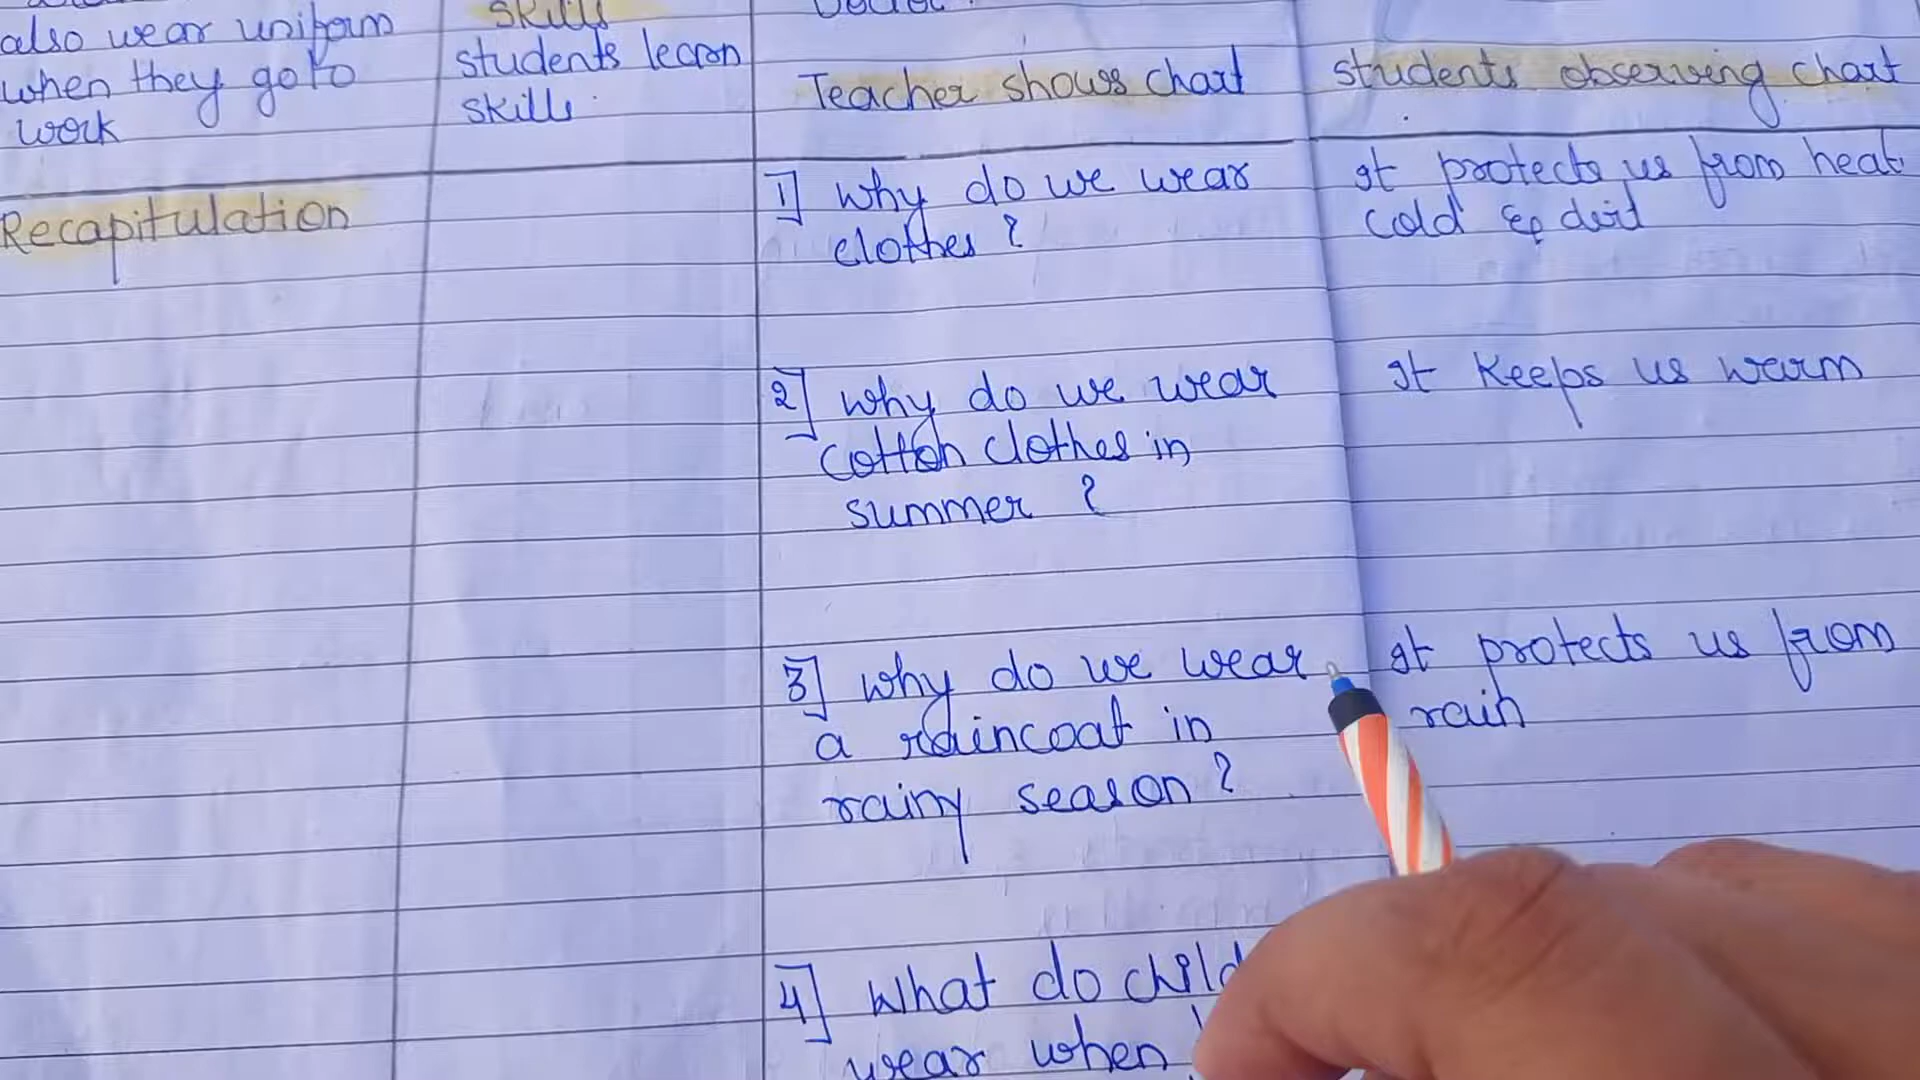 also wear uniform
when they go to
work
skills
students learn
skills.
Teacher shows chart
students observing chart
Recapitulation
1] why do we wear
clothes ?
It protects us from heat
cold & dirt
2] why do we wear
cotton clothes in
summer ?
It keeps us warm
3] why do we wear
a raincoat in
rainy season ?
It protects us from
rain
4] what do
wear when